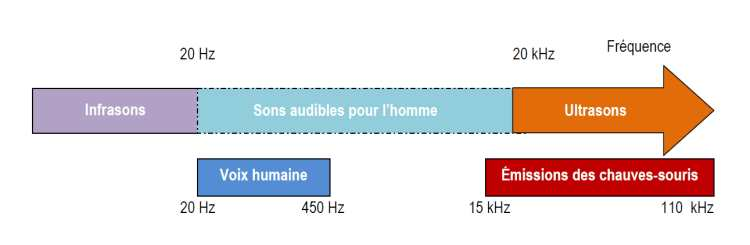 Fréquence
20 Hz 20 kHz
Infrasons Sons audibles pour l'homme Ultrasons
Voix humaine Émissions des chauves-souris
20 Hz 450 Hz 15 kHz 110 kHz